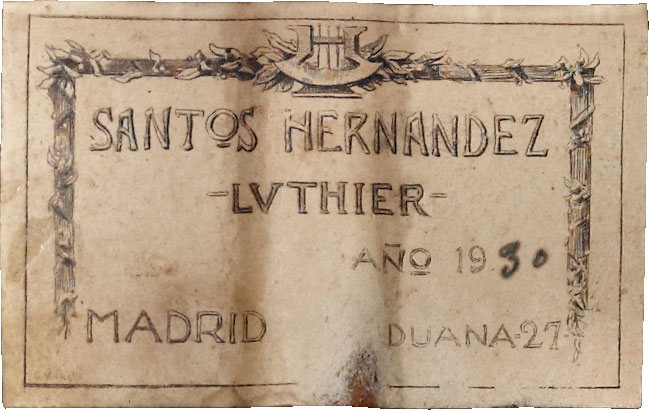 SANTOS HERNANDEZ
-LVTHIER-
AÑO 1930
MADRID DUANA-27